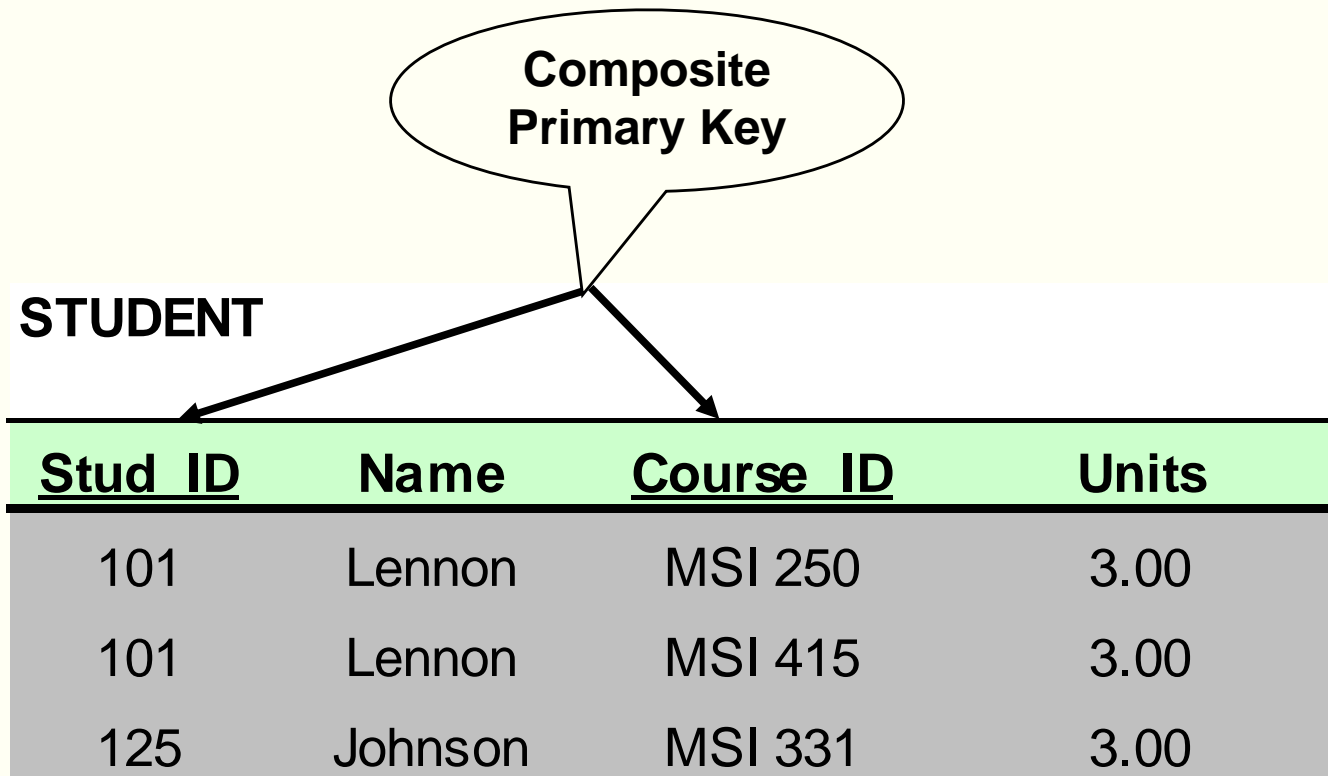 Composite
Primary Key
STUDENT
Stud_ID Name Course_ID Units
101 Lennon MSI 250 3.00
101 Lennon MSI 415 3.00
125 Johnson MSI 331 3.00